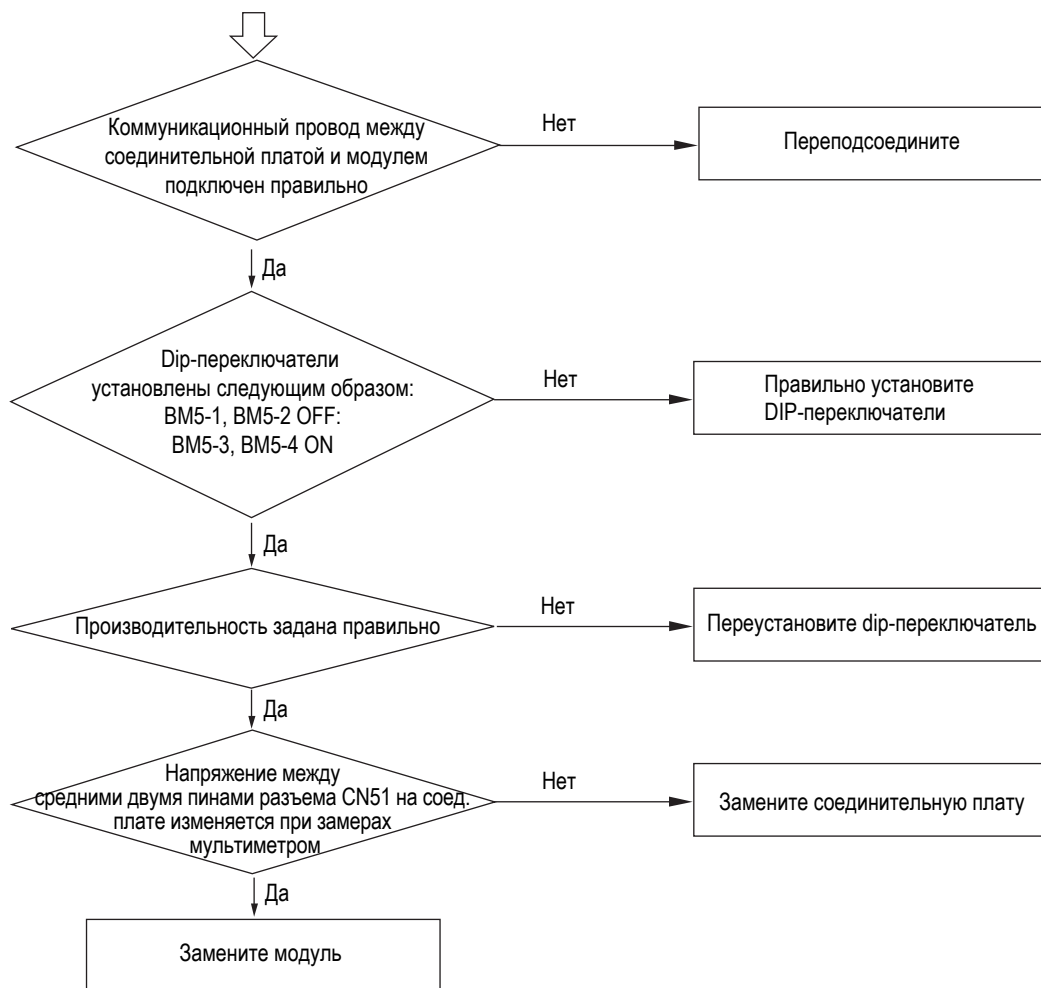 Коммуникационный провод между
соединительной платой и модулем
подключен правильно
Нет
Переподсоедините
Да
Dip-переключатели
установлены следующим образом:
BM5-1, BM5-2 OFF:
BM5-3, BM5-4 ON
Нет
Правильно установите
DIP-переключатели
Да
Производительность задана правильно
Нет
Переустановите dip-переключатель
Да
Напряжение между
средними двумя пинами разъема CN51 на соед.
плате изменяется при замерах
мультиметром
Нет
Замените соединительную плату
Да
Замените модуль